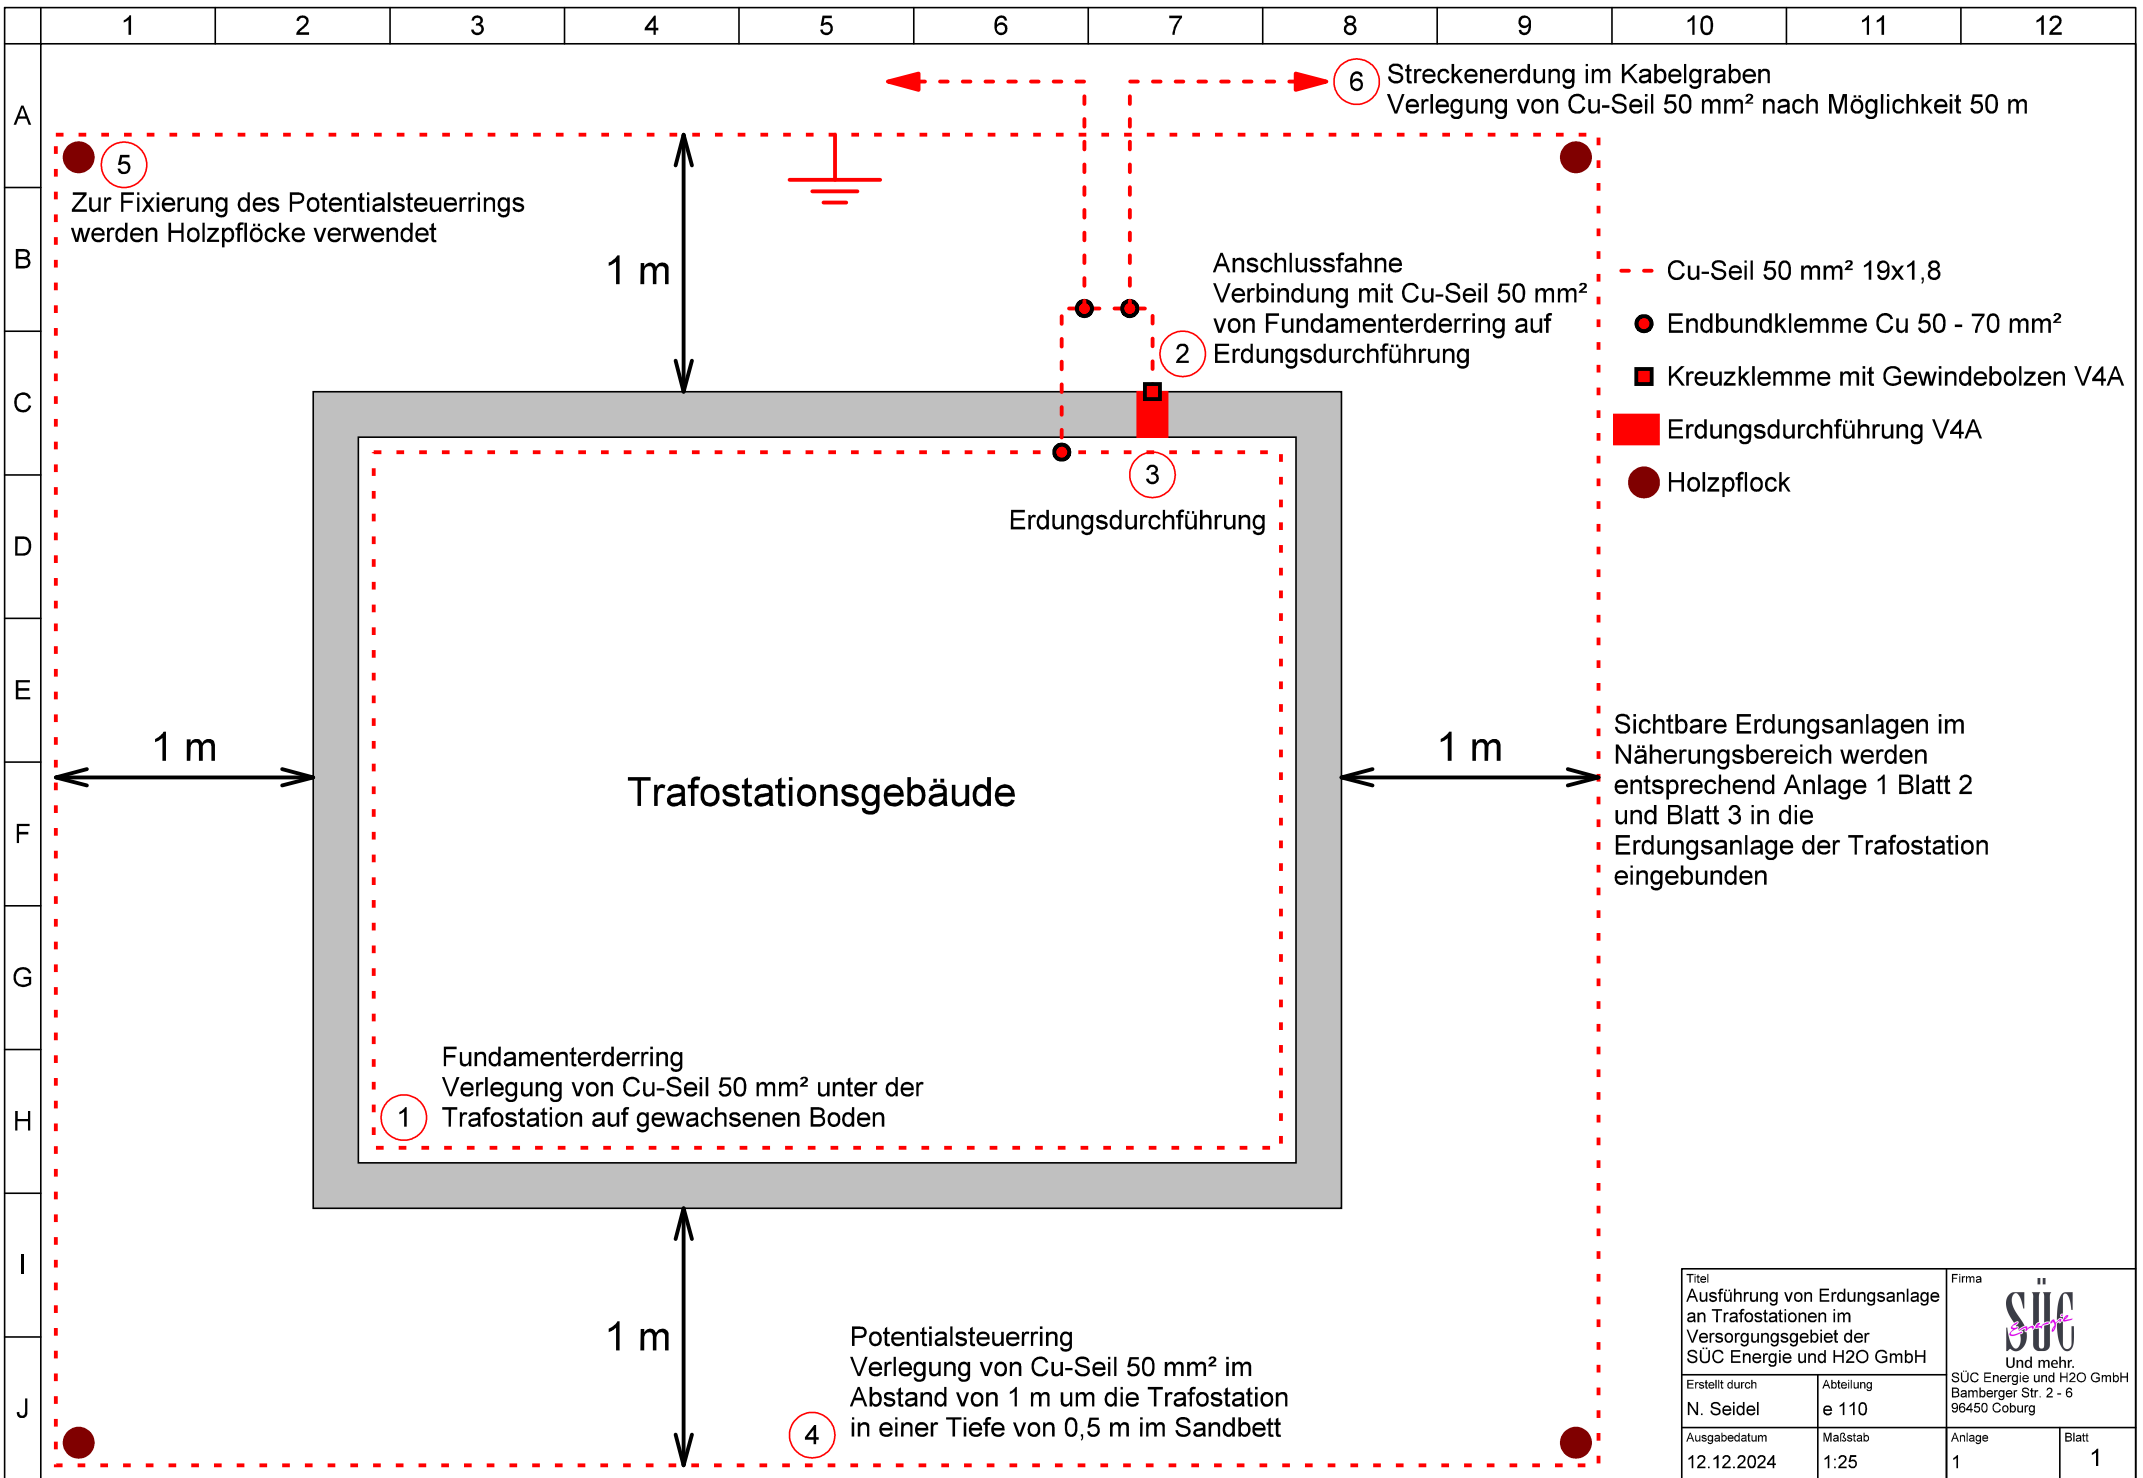 1 2 3 4 5 6 7 8 9 10 11 12
A
B
C
D
E
F
G
H
I
J
6
Streckenerdung im Kabelgraben
Verlegung von Cu-Seil 50 mm² nach Möglichkeit 50 m
5
Zur Fixierung des Potentialsteuerrings
werden Holzpflöcke verwendet
1 m
Anschlussfahne
Verbindung mit Cu-Seil 50 mm²
von Fundamenterderring auf
Erdungsdurchführung
2
Cu-Seil 50 mm² 19x1,8
Endbundklemme Cu 50 - 70 mm²
Kreuzklemme mit Gewindebolzen V4A
Erdungsdurchführung V4A
Holzpflock
3
Erdungsdurchführung
1 m
Trafostationsgebäude
1 m
Sichtbare Erdungsanlagen im
Näherungsbereich werden
entsprechend Anlage 1 Blatt 2
und Blatt 3 in die
Erdungsanlage der Trafostation
eingebunden
Fundamenterderring
Verlegung von Cu-Seil 50 mm² unter der
Trafostation auf gewachsenen Boden
1
1 m
Potentialsteuerring
Verlegung von Cu-Seil 50 mm² im
Abstand von 1 m um die Trafostation
in einer Tiefe von 0,5 m im Sandbett
4
Titel
Ausführung von Erdungsanlage
an Trafostationen im
Versorgungsgebiet der
SÜC Energie und H2O GmbH
Firma
SÜC
Energie
Und mehr.
SÜC Energie und H2O GmbH
Bamberger Str. 2 - 6
96450 Coburg
Erstellt durch
N. Seidel
Abteilung
e 110
Ausgabedatum
12.12.2024
Maßstab
1:25
Anlage
1
Blatt
1